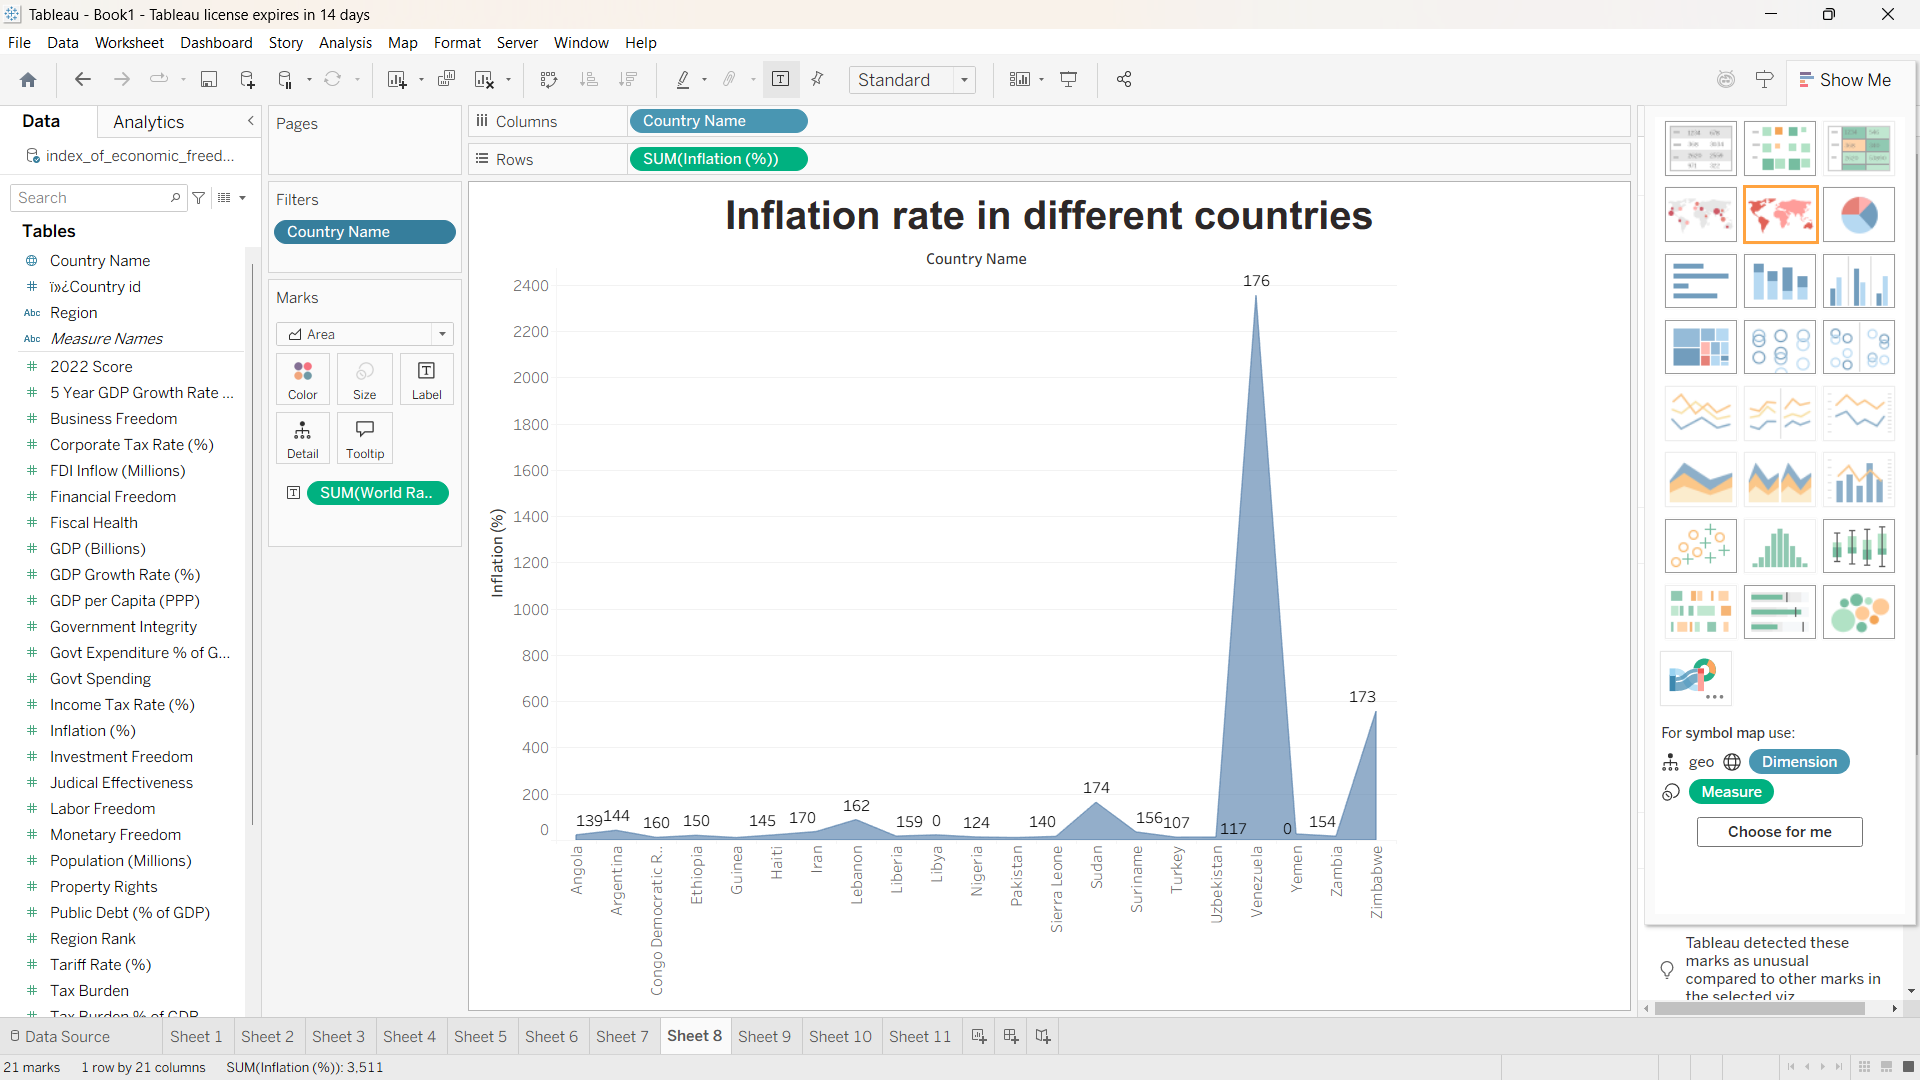 Tableau - Book1 - Tableau license expires in 14 days
File Data Worksheet Dashboard Story Analysis Map Format Server Window Help
Standard
Show Me
Data
Analytics
index_of_economic_freed...
Search
Tables
Country Name
ï»¿Country id
Abc Region
Abc Measure Names
2022 Score
5 Year GDP Growth Rate ...
Business Freedom
Corporate Tax Rate (%)
FDI Inflow (Millions)
Financial Freedom
Fiscal Health
GDP (Billions)
GDP Growth Rate (%)
GDP per Capita (PPP)
Government Integrity
Govt Expenditure % of G...
Govt Spending
Income Tax Rate (%)
Inflation (%)
Investment Freedom
Judical Effectiveness
Labor Freedom
Monetary Freedom
Population (Millions)
Property Rights
Public Debt (% of GDP)
Region Rank
Tariff Rate (%)
Tax Burden
Tax Burden % of GDP
Pages
Filters
Country Name
Marks
Area
Color
Size
Label
Detail
Tooltip
SUM(World Ra..
Columns
Country Name
Rows
SUM(Inflation (%))
Inflation rate in different countries
Country Name
Inflation (%)
2400
2200
2000
1800
1600
1400
1200
1000
800
600
400
200
0
139
144
160
150
145
170
162
159
0
124
140
174
156
107
117
176
0
154
173
Angola
Argentina
Congo Democratic R..
Ethiopia
Guinea
Haiti
Iran
Lebanon
Liberia
Libya
Nigeria
Pakistan
Sierra Leone
Sudan
Suriname
Turkey
Uzbekistan
Venezuela
Yemen
Zambia
Zimbabwe
For symbol map use:
geo
Dimension
Measure
Choose for me
Tableau detected these
marks as unusual
compared to other marks in
the selected viz
Data Source
Sheet 1
Sheet 2
Sheet 3
Sheet 4
Sheet 5
Sheet 6
Sheet 7
Sheet 8
Sheet 9
Sheet 10
Sheet 11
21 marks
1 row by 21 columns
SUM(Inflation (%)): 3,511